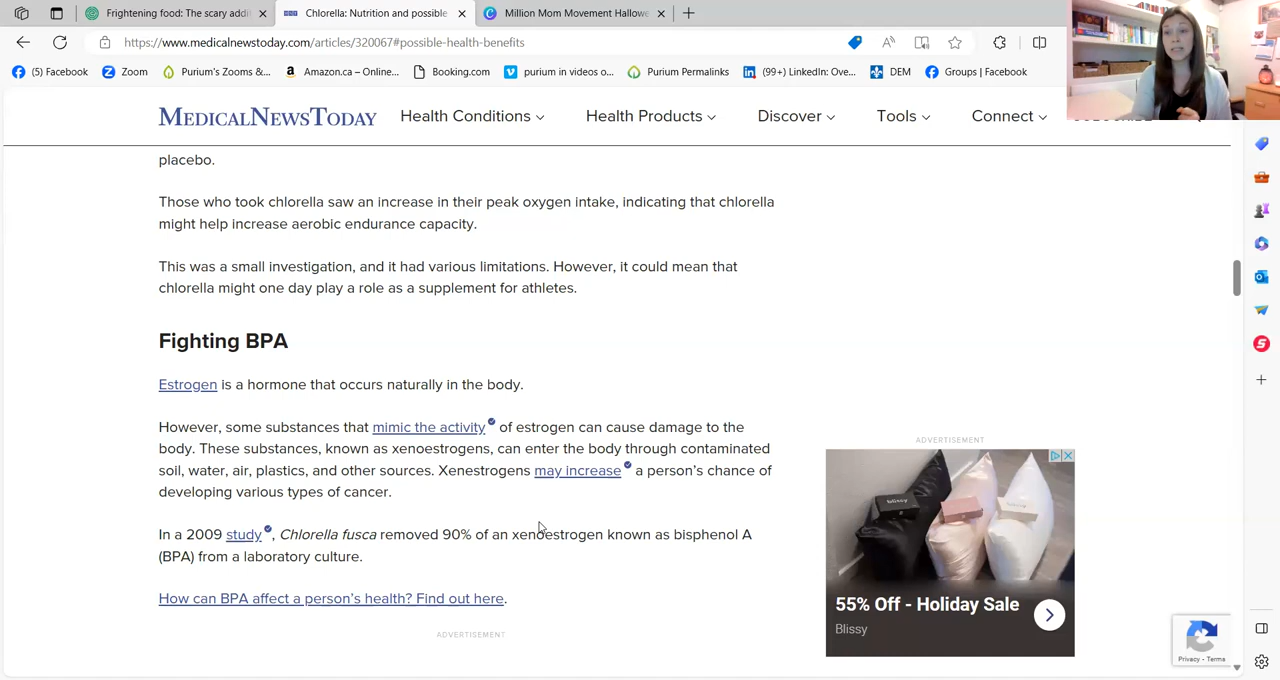 Frightening food: The scary addi
Chlorella: Nutrition and possible
Million Mom Movement Hallowe
https://www.medicalnewstoday.com/articles/320067#possible-health-benefits
(5) Facebook
Zoom
Purium's Zooms &...
Amazon.ca – Online...
Booking.com
purium in videos o...
Purium Permalinks
(99+) LinkedIn: Ove...
DEM
Groups | Facebook
MEDICALNEWSTODAY
Health Conditions
Health Products
Discover
Tools
Connect
placebo.
Those who took chlorella saw an increase in their peak oxygen intake, indicating that chlorella
might help increase aerobic endurance capacity.
This was a small investigation, and it had various limitations. However, it could mean that
chlorella might one day play a role as a supplement for athletes.
Fighting BPA
Estrogen is a hormone that occurs naturally in the body.
However, some substances that mimic the activity of estrogen can cause damage to the
body. These substances, known as xenoestrogens, can enter the body through contaminated
soil, water, air, plastics, and other sources. Xenestrogens may increase a person's chance of
developing various types of cancer.
In a 2009 study, Chlorella fusca removed 90% of an xenoestrogen known as bisphenol A
(BPA) from a laboratory culture.
How can BPA affect a person's health? Find out here.
ADVERTISEMENT
ADVERTISEMENT
blissy
blissy
55% Off - Holiday Sale
Blissy
Privacy - Terms